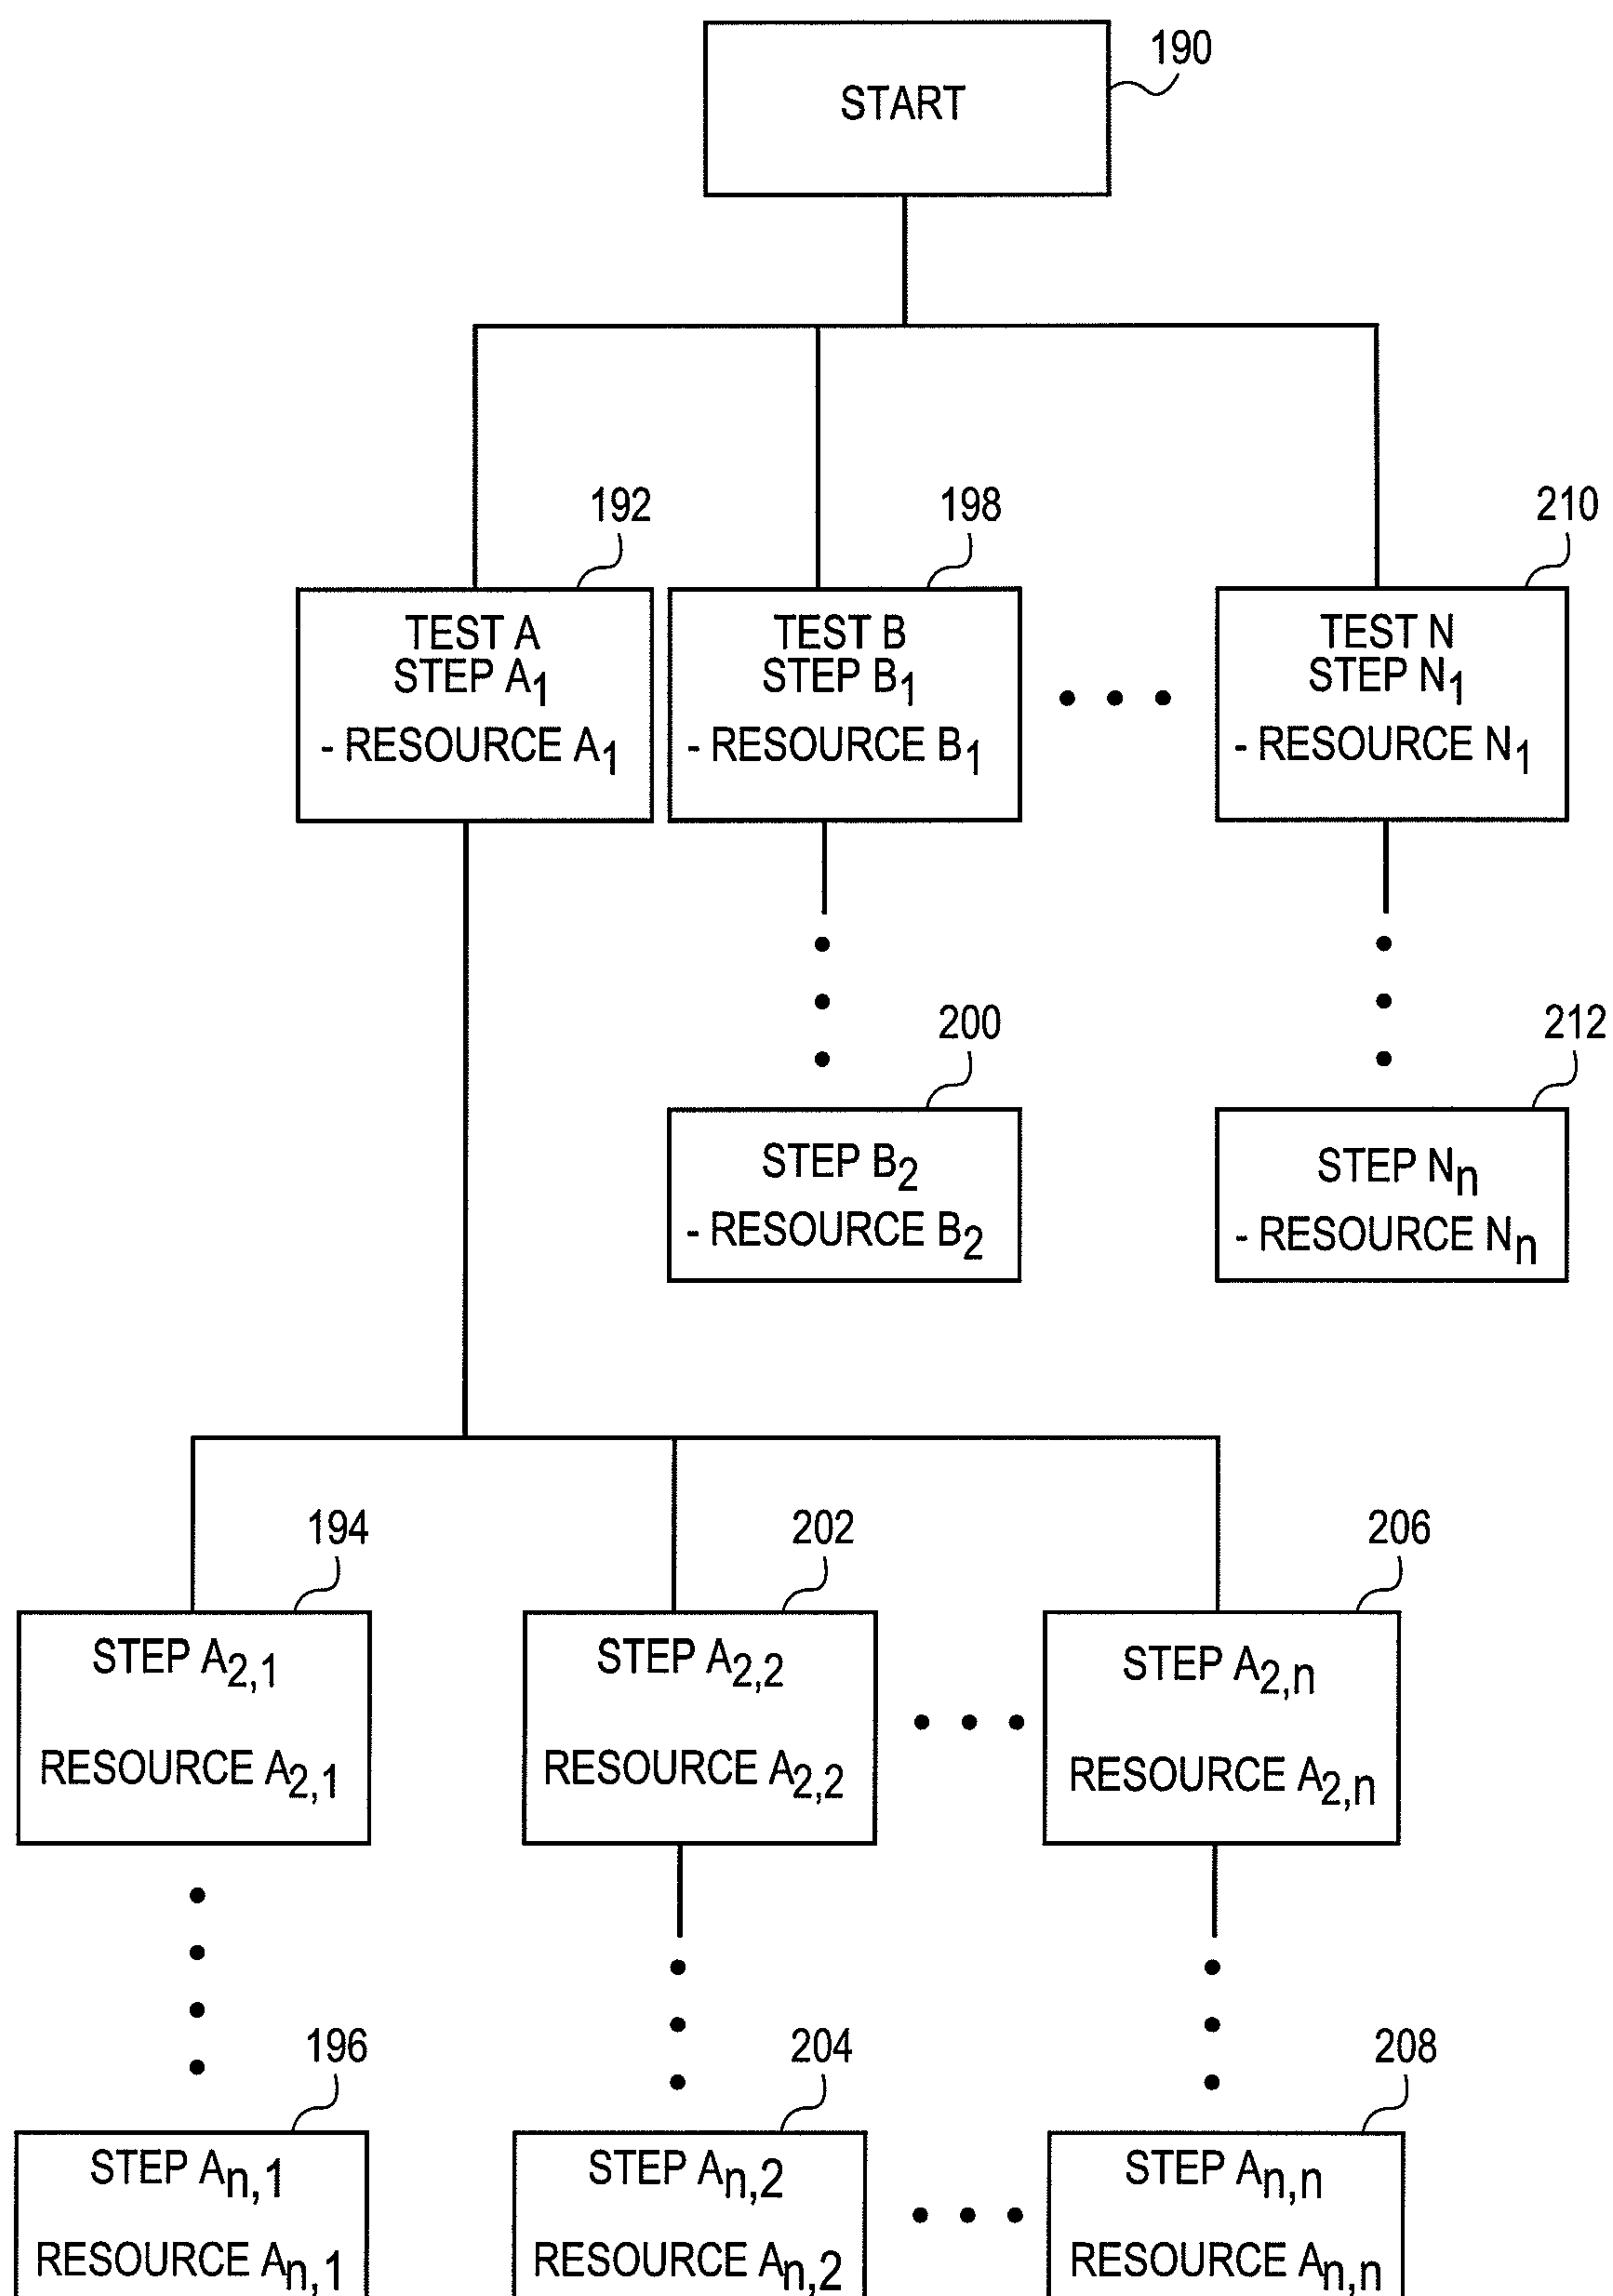 190
START
192
198
210
TEST A
STEP A₁
- RESOURCE A₁
TEST B
STEP B₁
- RESOURCE B₁
TEST N
STEP N₁
- RESOURCE N₁
200
212
STEP B₂
- RESOURCE B₂
STEP Nₙ
- RESOURCE Nₙ
194
202
206
STEP A₂,₁
RESOURCE A₂,₁
STEP A₂,₂
RESOURCE A₂,₂
STEP A₂,ₙ
RESOURCE A₂,ₙ
196
204
208
STEP Aₙ,₁
RESOURCE Aₙ,₁
STEP Aₙ,₂
RESOURCE Aₙ,₂
STEP Aₙ,ₙ
RESOURCE Aₙ,ₙ